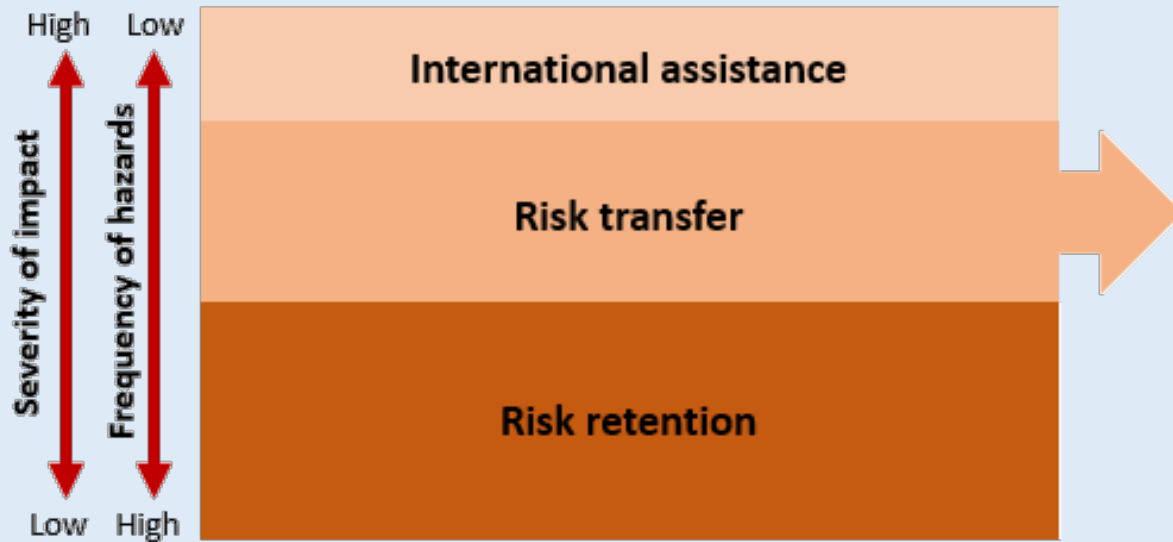 High Low
International assistance
Severity of impact
Frequency of hazards
Risk transfer
Risk retention
Low High